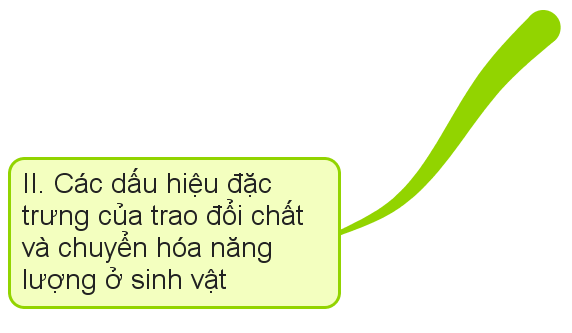 II. Các dấu hiệu đặc
trưng của trao đổi chất
và chuyển hóa năng
lượng ở sinh vật